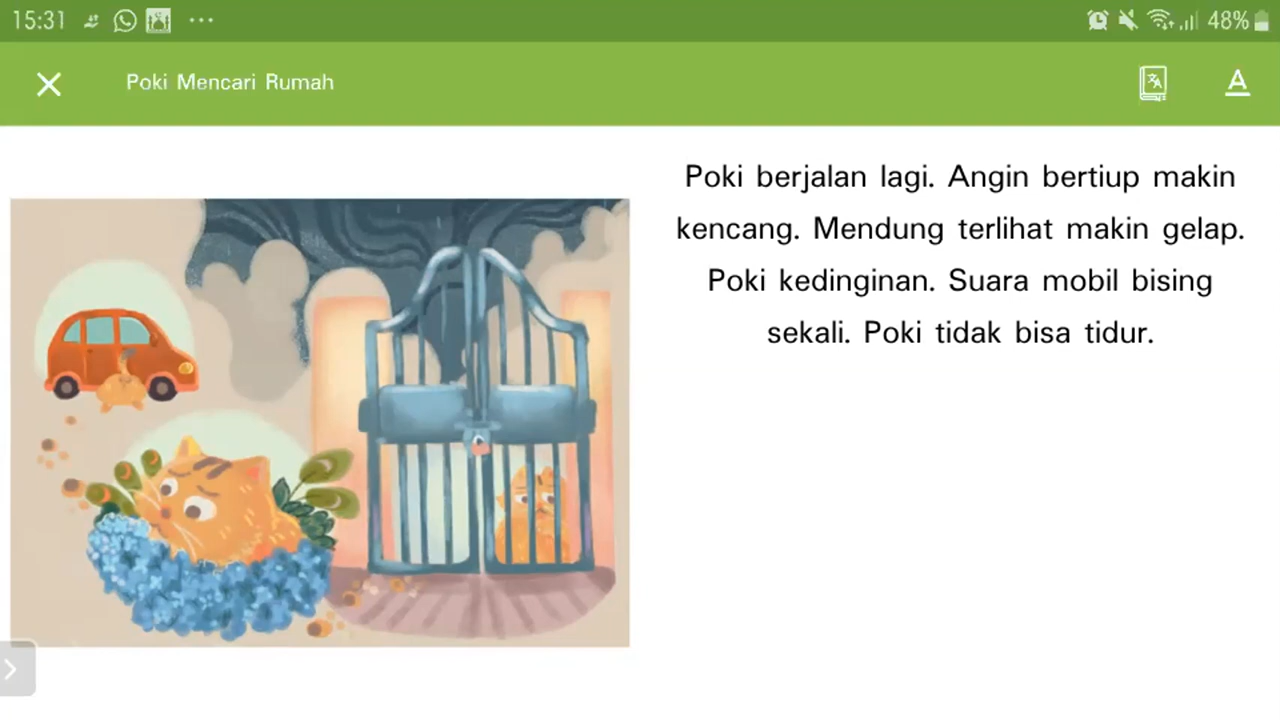 15:31
48%
Poki Mencari Rumah
A
Poki berjalan lagi. Angin bertiup makin
kencang. Mendung terlihat makin gelap.
Poki kedinginan. Suara mobil bising
sekali. Poki tidak bisa tidur.